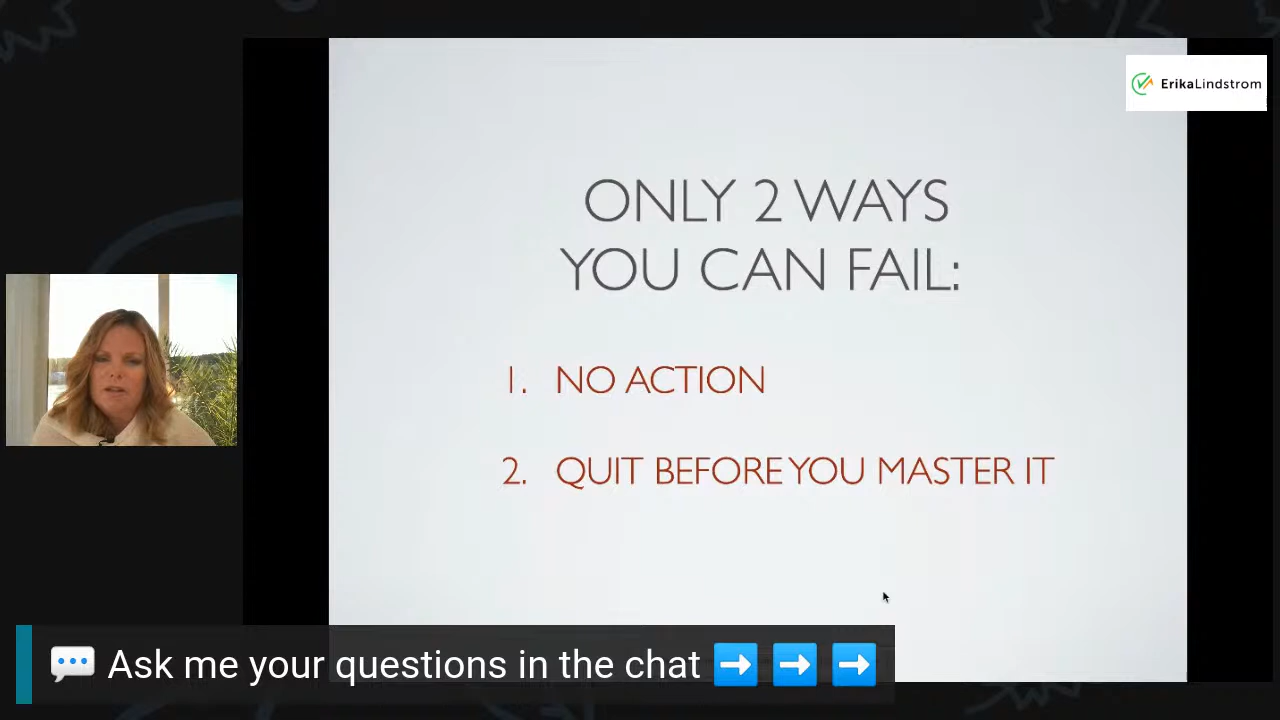 ErikaLindstrom
ONLY 2 WAYS
YOU CAN FAIL:
1. NO ACTION
2. QUIT BEFORE YOU MASTER IT
Ask me your questions in the chat